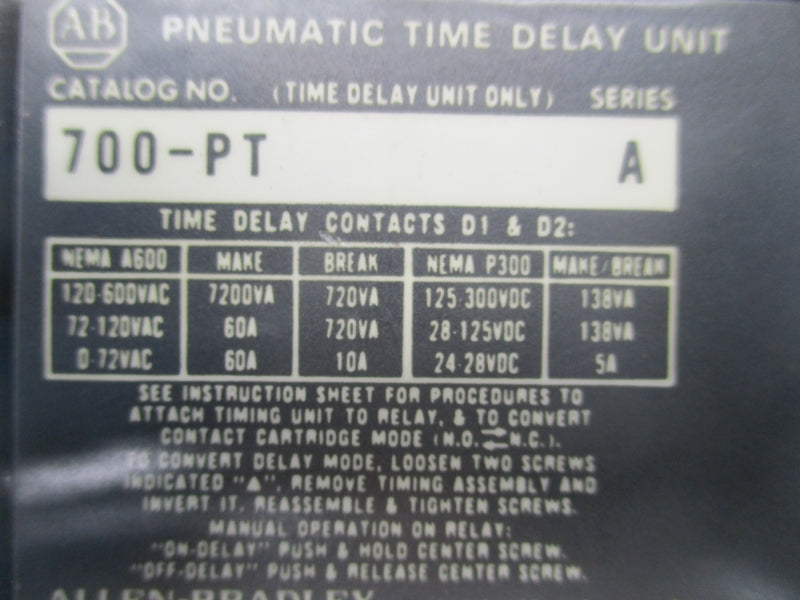 AB PNEUMATIC TIME DELAY UNIT
CATALOG NO. (TIME DELAY UNIT ONLY) SERIES
700-PT A
TIME DELAY CONTACTS D1 & D2:
NEMA A600 MAKE BREAK NEMA P300 MAKE/BREAK
120-600VAC 7200VA 720VA 125-300VDC 138VA
72-120VAC 60A 720VA 28-125VDC 138VA
0-72VAC 60A 10A 24-28VDC 5A
SEE INSTRUCTION SHEET FOR PROCEDURES TO
ATTACH TIMING UNIT TO RELAY, & TO CONVERT
CONTACT CARTRIDGE MODE (N.O.⇄N.C.).
TO CONVERT DELAY MODE, LOOSEN TWO SCREWS
INDICATED "▲", REMOVE TIMING ASSEMBLY AND
INVERT IT, REASSEMBLE & TIGHTEN SCREWS.
MANUAL OPERATION ON RELAY:
"ON-DELAY" PUSH & HOLD CENTER SCREW.
"OFF-DELAY" PUSH & RELEASE CENTER SCREW.
ALLEN-BRADLEY